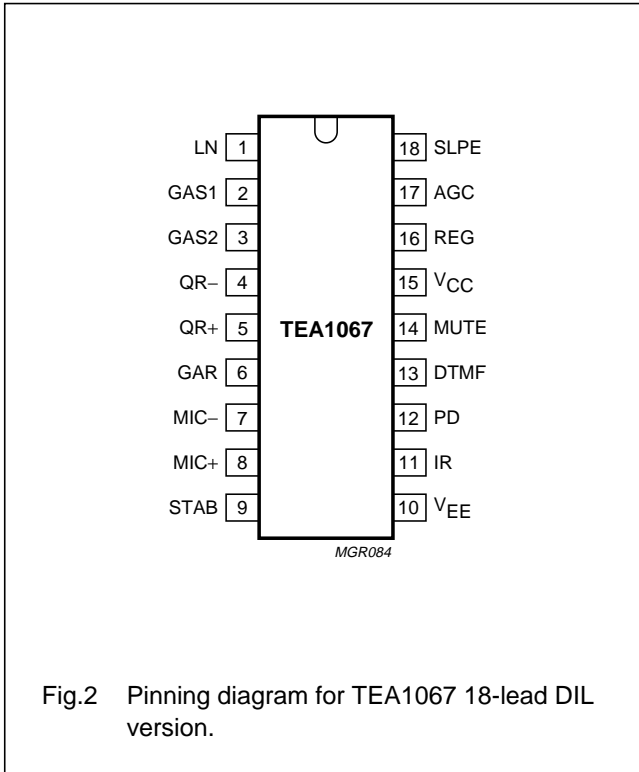 LN 1 18 SLPE
GAS1 2 17 AGC
GAS2 3 16 REG
QR− 4 15 VCC
QR+ 5 TEA1067 14 MUTE
GAR 6 13 DTMF
MIC− 7 12 PD
MIC+ 8 11 IR
STAB 9 10 VEE
MGR084
Fig.2 Pinning diagram for TEA1067 18-lead DIL
version.